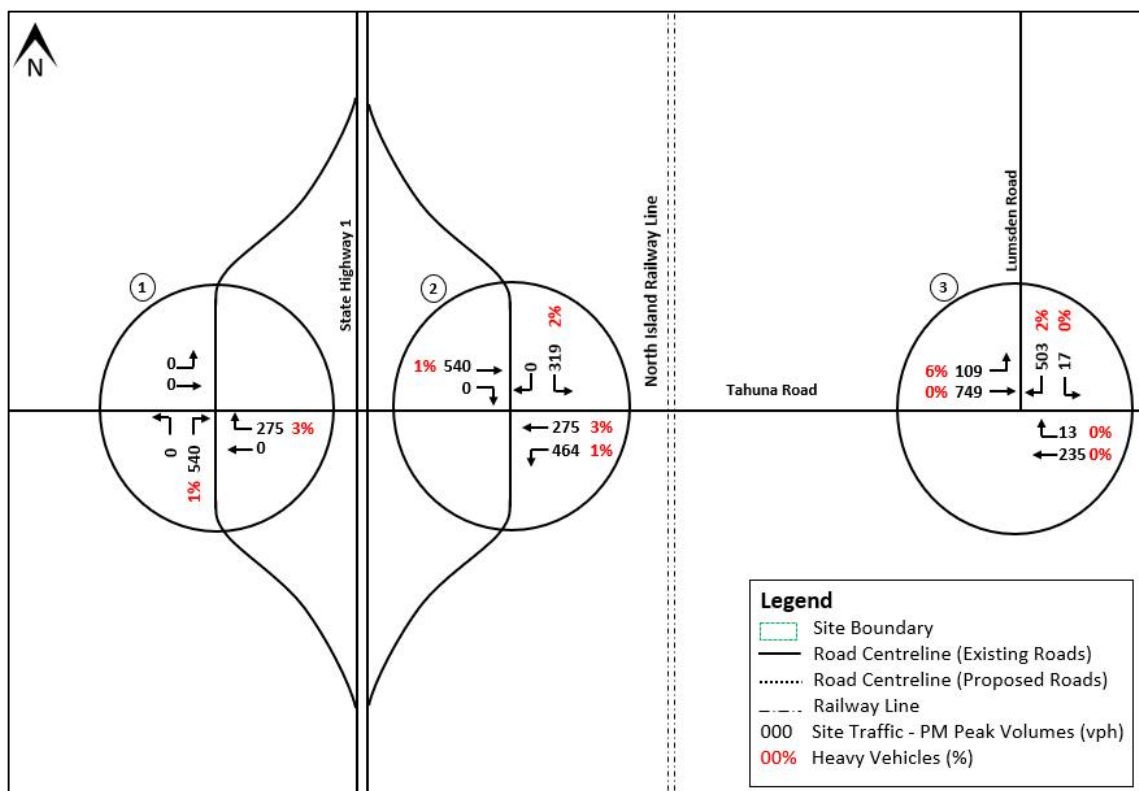 N
State Highway 1
North Island Railway Line
Lumsden Road
Tahuna Road
1
0
0
0
540
1%
275 3%
0
2
1% 540
0
0
319
2%
275 3%
464 1%
3
6% 109
0% 749
503
2%
17
0%
13 0%
235 0%
Legend
Site Boundary
Road Centreline (Existing Roads)
Road Centreline (Proposed Roads)
Railway Line
000 Site Traffic - PM Peak Volumes (vph)
00% Heavy Vehicles (%)